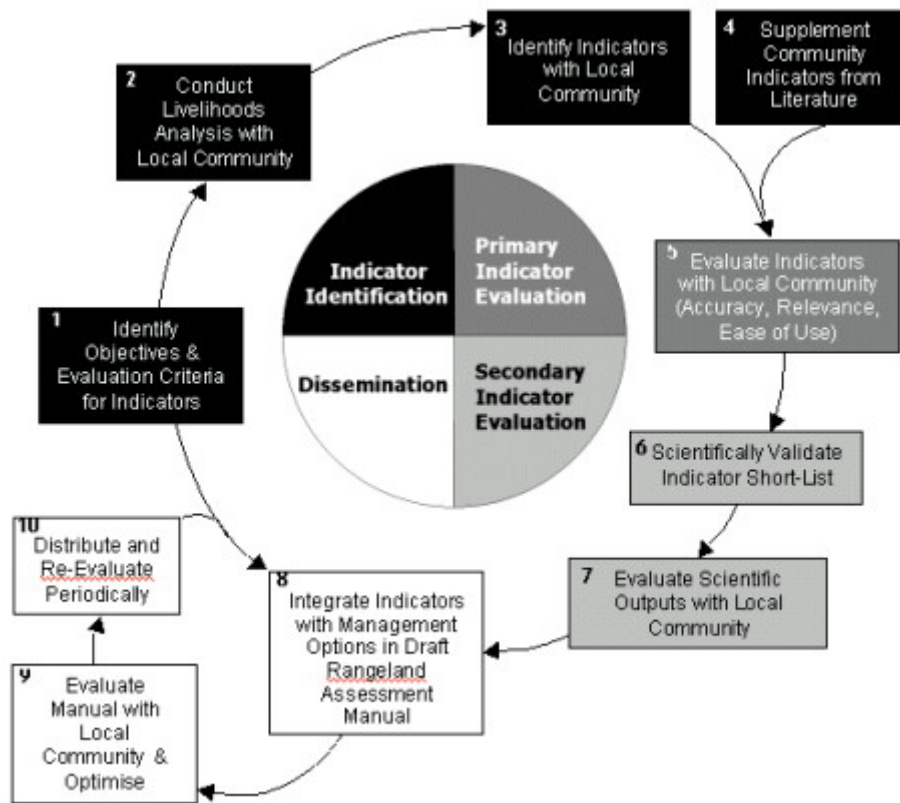 1
Identify
Objectives &
Evaluation Criteria
for Indicators
2
Conduct
Livelihoods
Analysis with
Local Community
3
Identify Indicators
with Local
Community
4
Supplement
Community
Indicators from
Literature
5
Evaluate Indicators
with Local Community
(Accuracy, Relevance,
Ease of Use)
6
Scientifically Validate
Indicator Short-List
7
Evaluate Scientific
Outputs with Local
Community
8
Integrate Indicators
with Management
Options in Draft
Rangeland
Assessment
Manual
9
Evaluate
Manual with
Local
Community &
Optimise
10
Distribute and
Re-Evaluate
Periodically
Indicator
Identification
Primary
Indicator
Evaluation
Dissemination
Secondary
Indicator
Evaluation